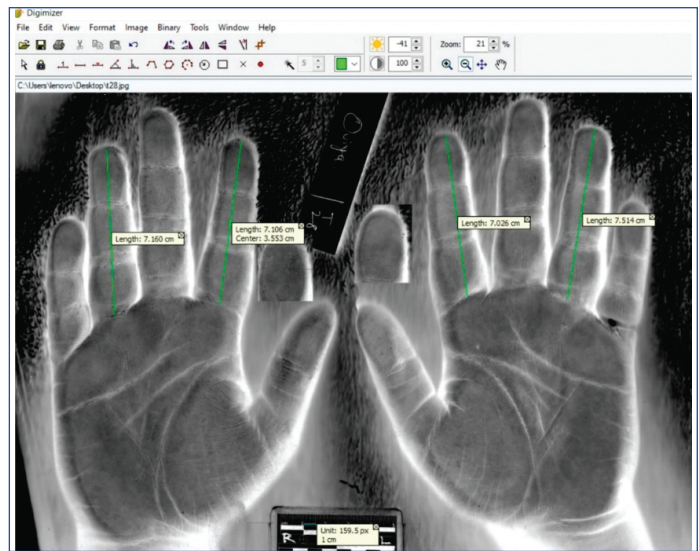 Digimizer
File Edit View Format Image Binary Tools Window Help
-41 Zoom: 21 %
5 100
C:\Users\lenovo\Desktop\t28.jpg
Length: 7.160 cm
Length: 7.106 cm
Center: 3.553 cm
Length: 7.026 cm
Length: 7.514 cm
Unit: 159.5 px
1 cm
R L